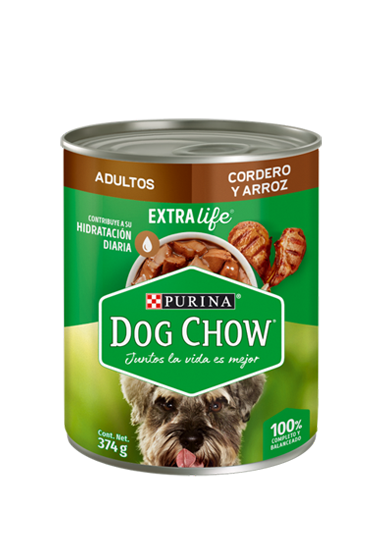 ADULTOS
CORDERO
Y ARROZ
EXTRA life®
CONTRIBUYE A SU
HIDRATACIÓN
DIARIA
PURINA®
DOG CHOW®
Juntos la vida es mejor
Cont. Net.
374 g
100%
COMPLETO Y
BALANCEADO